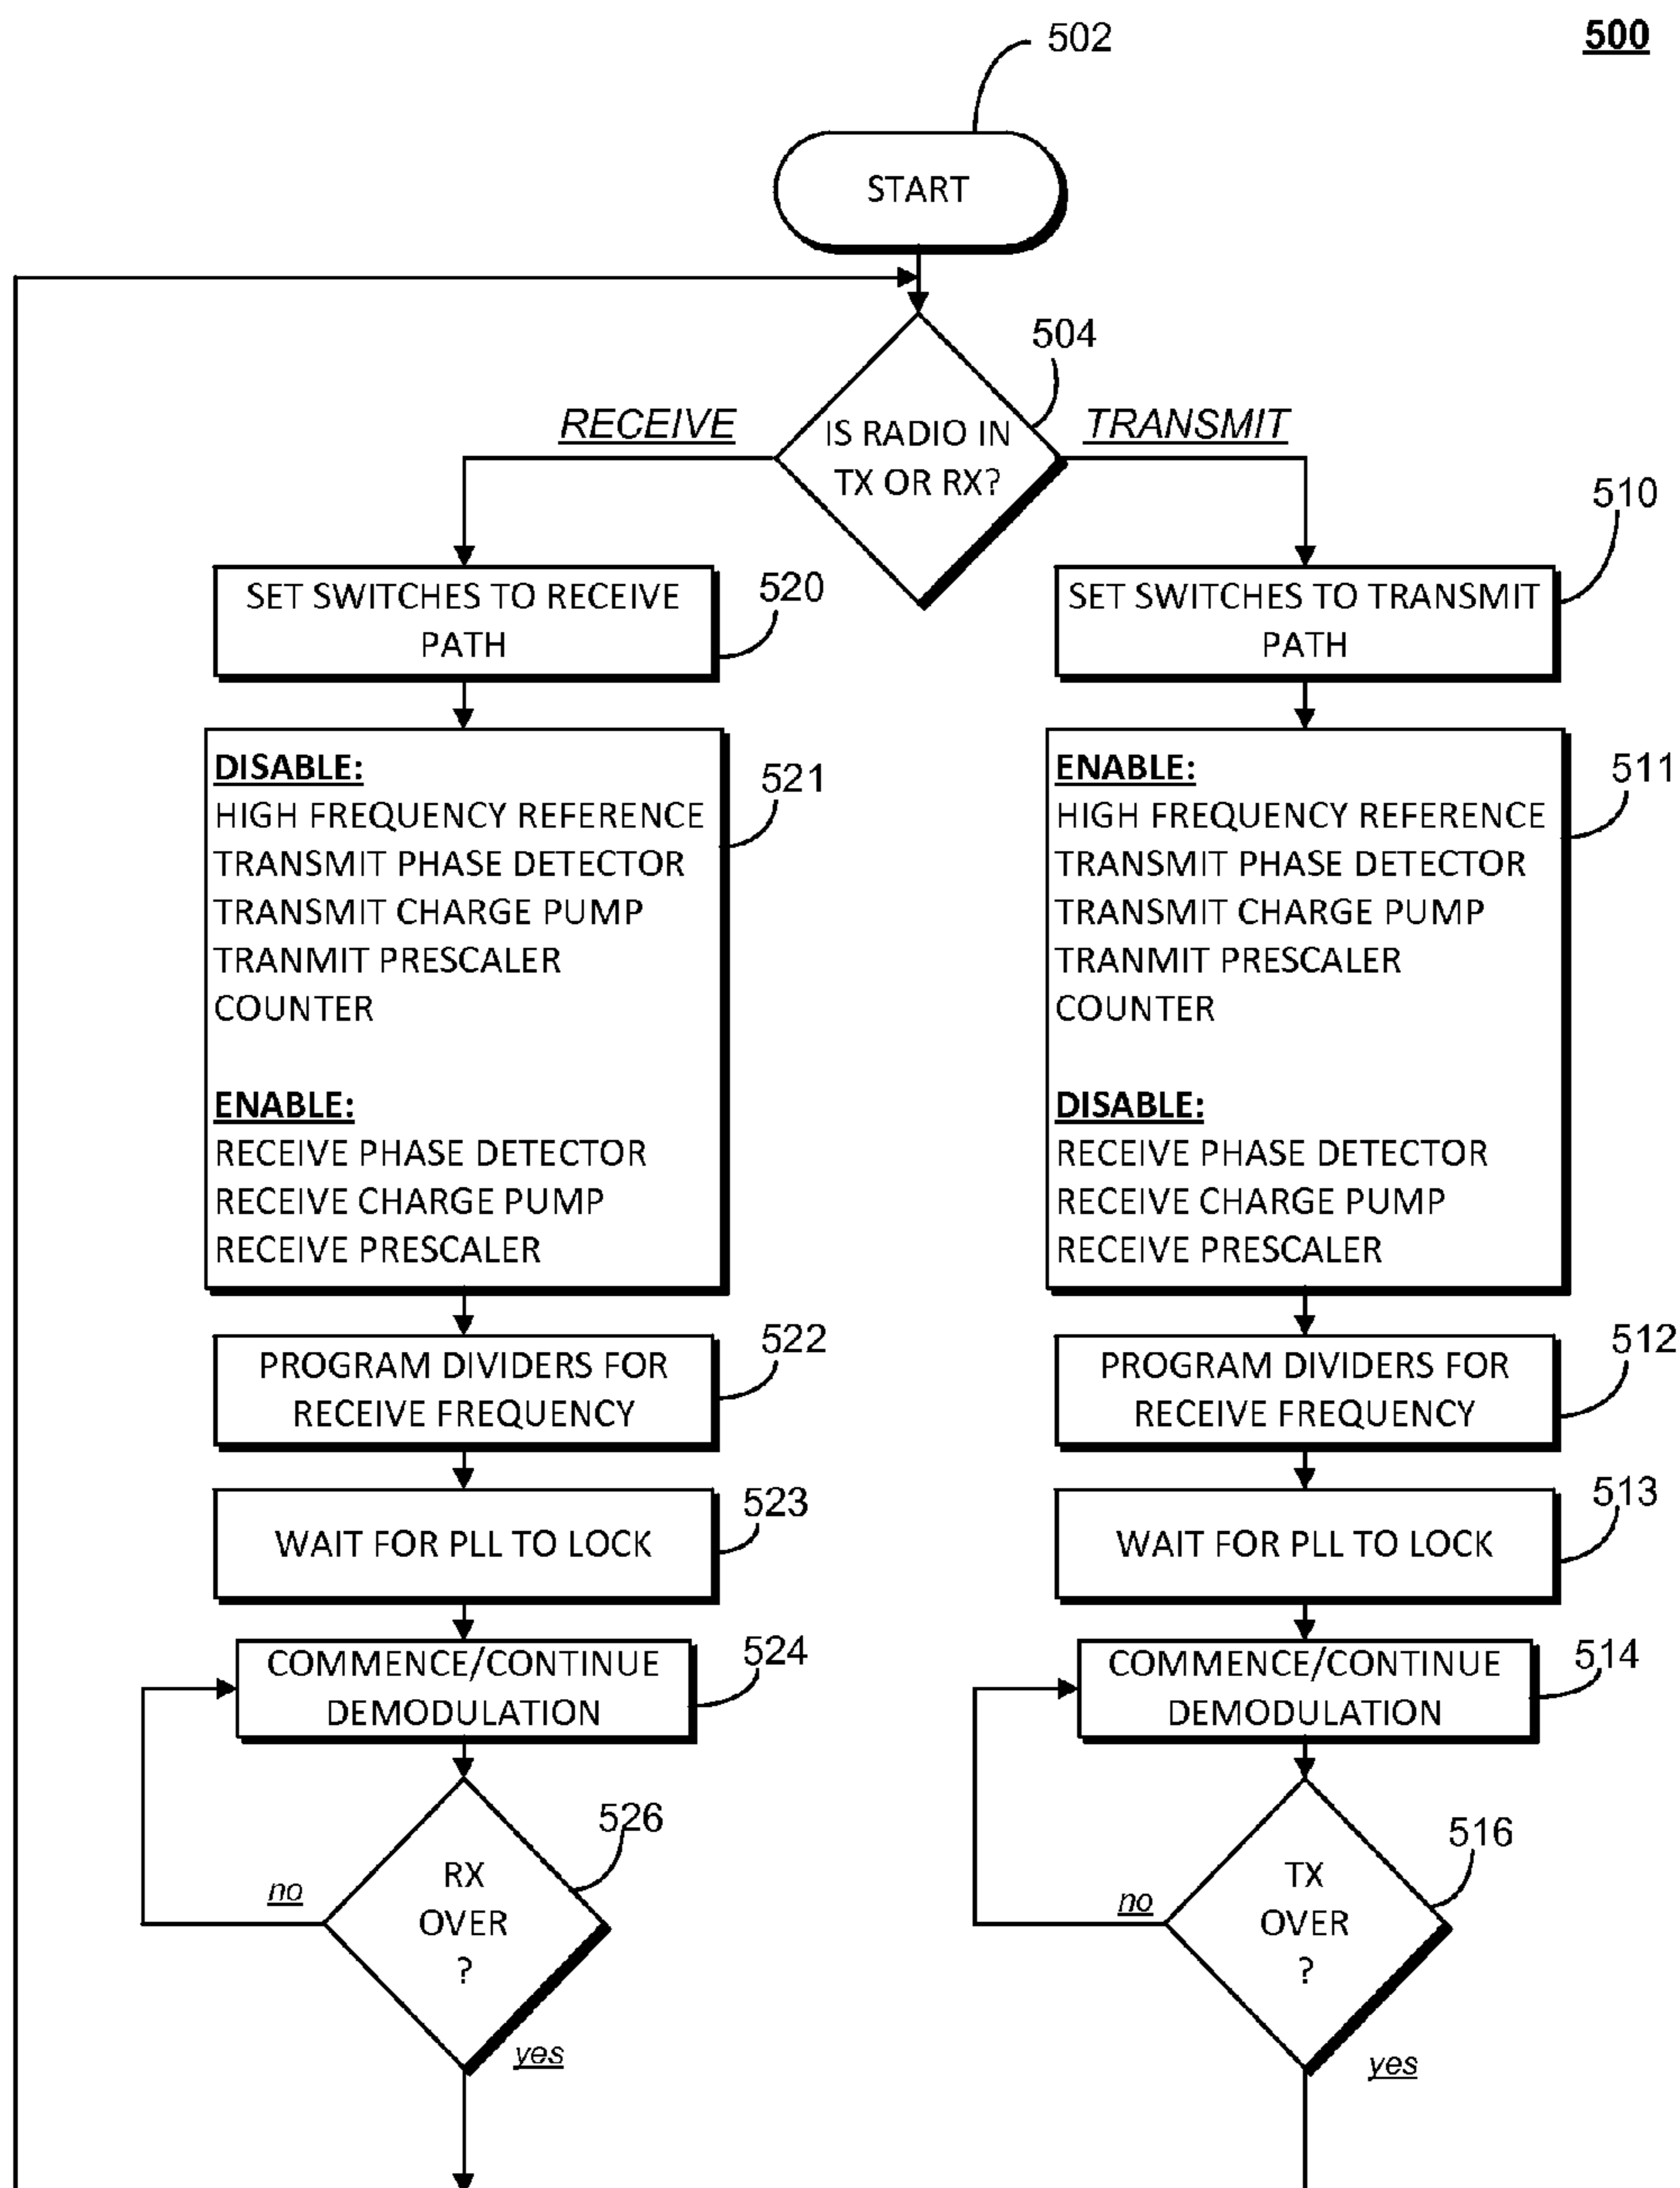 500
502
START
504
RECEIVE
TRANSMIT
IS RADIO IN
TX OR RX?
510
520
SET SWITCHES TO RECEIVE
PATH
SET SWITCHES TO TRANSMIT
PATH
521
DISABLE:
HIGH FREQUENCY REFERENCE
TRANSMIT PHASE DETECTOR
TRANSMIT CHARGE PUMP
TRANMIT PRESCALER
COUNTER
ENABLE:
RECEIVE PHASE DETECTOR
RECEIVE CHARGE PUMP
RECEIVE PRESCALER
511
ENABLE:
HIGH FREQUENCY REFERENCE
TRANSMIT PHASE DETECTOR
TRANSMIT CHARGE PUMP
TRANMIT PRESCALER
COUNTER
DISABLE:
RECEIVE PHASE DETECTOR
RECEIVE CHARGE PUMP
RECEIVE PRESCALER
522
PROGRAM DIVIDERS FOR
RECEIVE FREQUENCY
512
PROGRAM DIVIDERS FOR
RECEIVE FREQUENCY
523
WAIT FOR PLL TO LOCK
513
WAIT FOR PLL TO LOCK
524
COMMENCE/CONTINUE
DEMODULATION
514
COMMENCE/CONTINUE
DEMODULATION
526
RX
OVER
?
no
yes
516
TX
OVER
?
no
yes